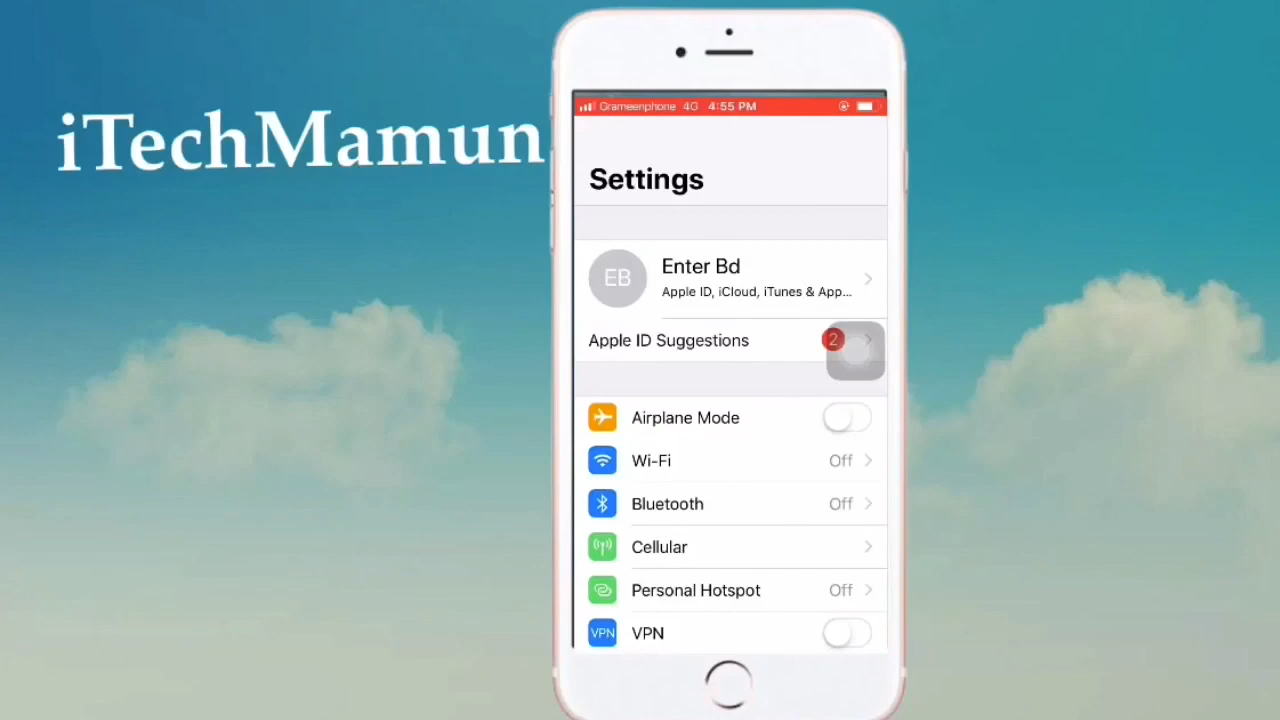 iTechMamun
Grameenphone 4G 4:55 PM
Settings
EB
Enter Bd
Apple ID, iCloud, iTunes & App...
Apple ID Suggestions 2
Airplane Mode
Wi-Fi Off
Bluetooth Off
Cellular
Personal Hotspot Off
VPN VPN